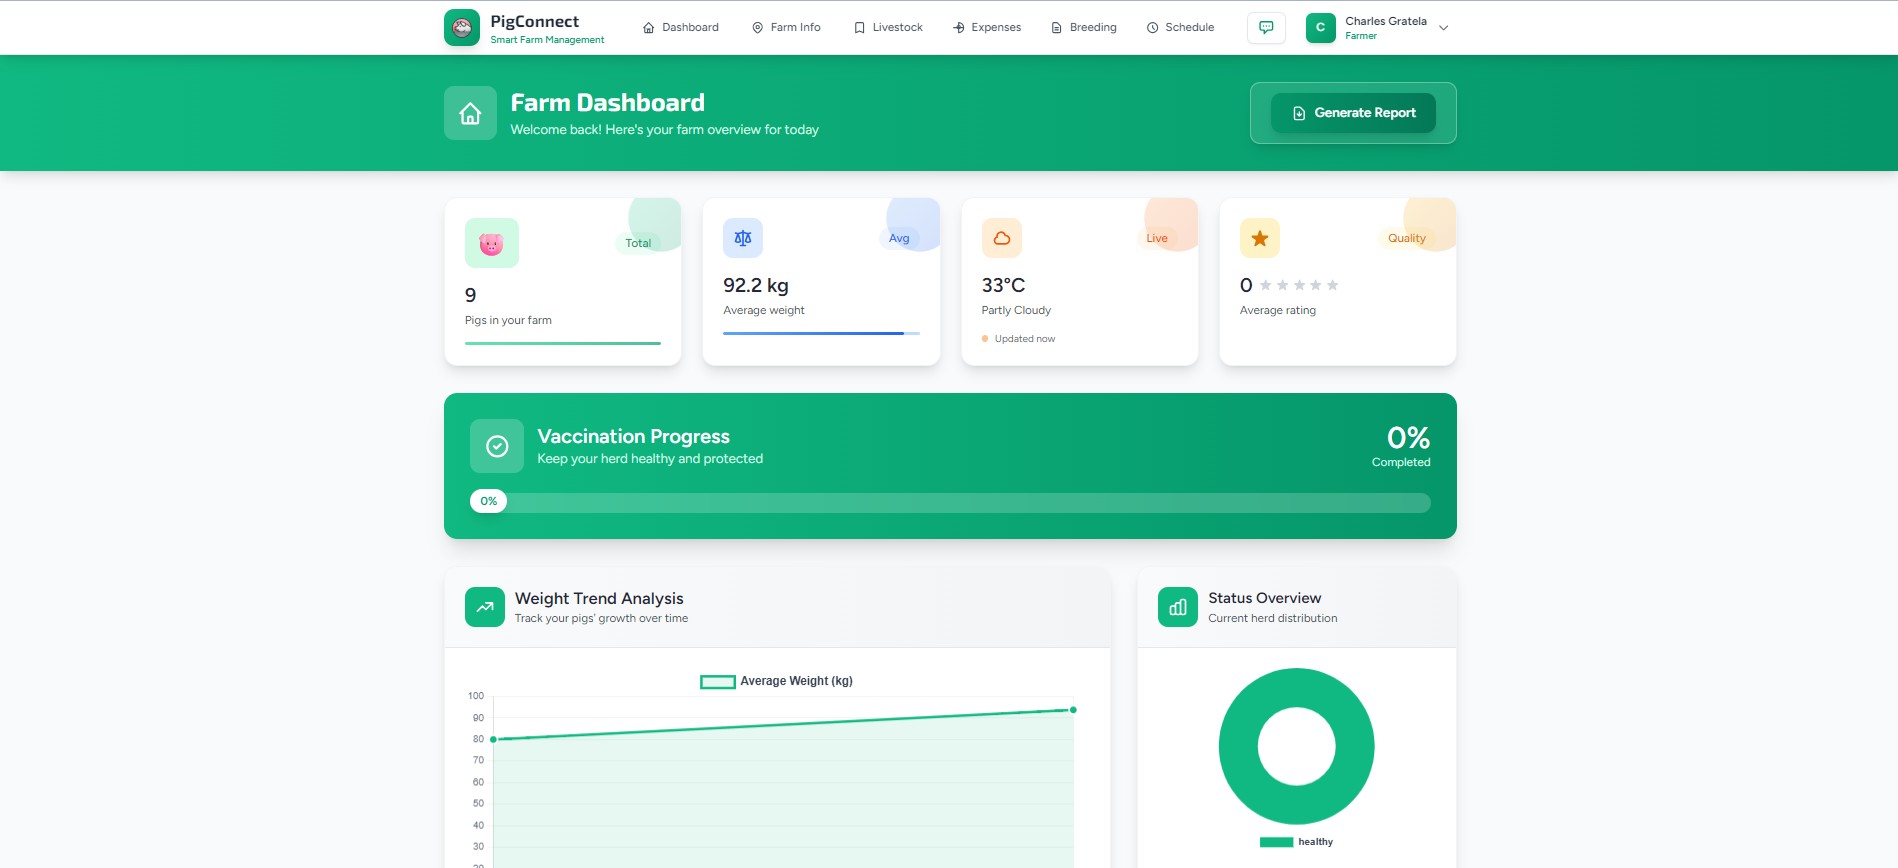 PigConnect
Smart Farm Management
Dashboard
Farm Info
Livestock
Expenses
Breeding
Schedule
C
Charles Gratela
Farmer
Farm Dashboard
Welcome back! Here's your farm overview for today
Generate Report
Total
9
Pigs in your farm
Avg
92.2 kg
Average weight
Live
33°C
Partly Cloudy
Updated now
Quality
0
Average rating
Vaccination Progress
Keep your herd healthy and protected
0%
Completed
0%
Weight Trend Analysis
Track your pigs' growth over time
Average Weight (kg)
100
90
80
70
60
50
40
30
20
Status Overview
Current herd distribution
healthy